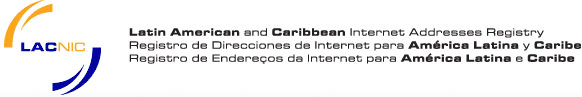 LACNIC
Latin American and Caribbean Internet Addresses Registry
Registro de Direcciones de Internet para América Latina y Caribe
Registro de Endereços da Internet para América Latina e Caribe